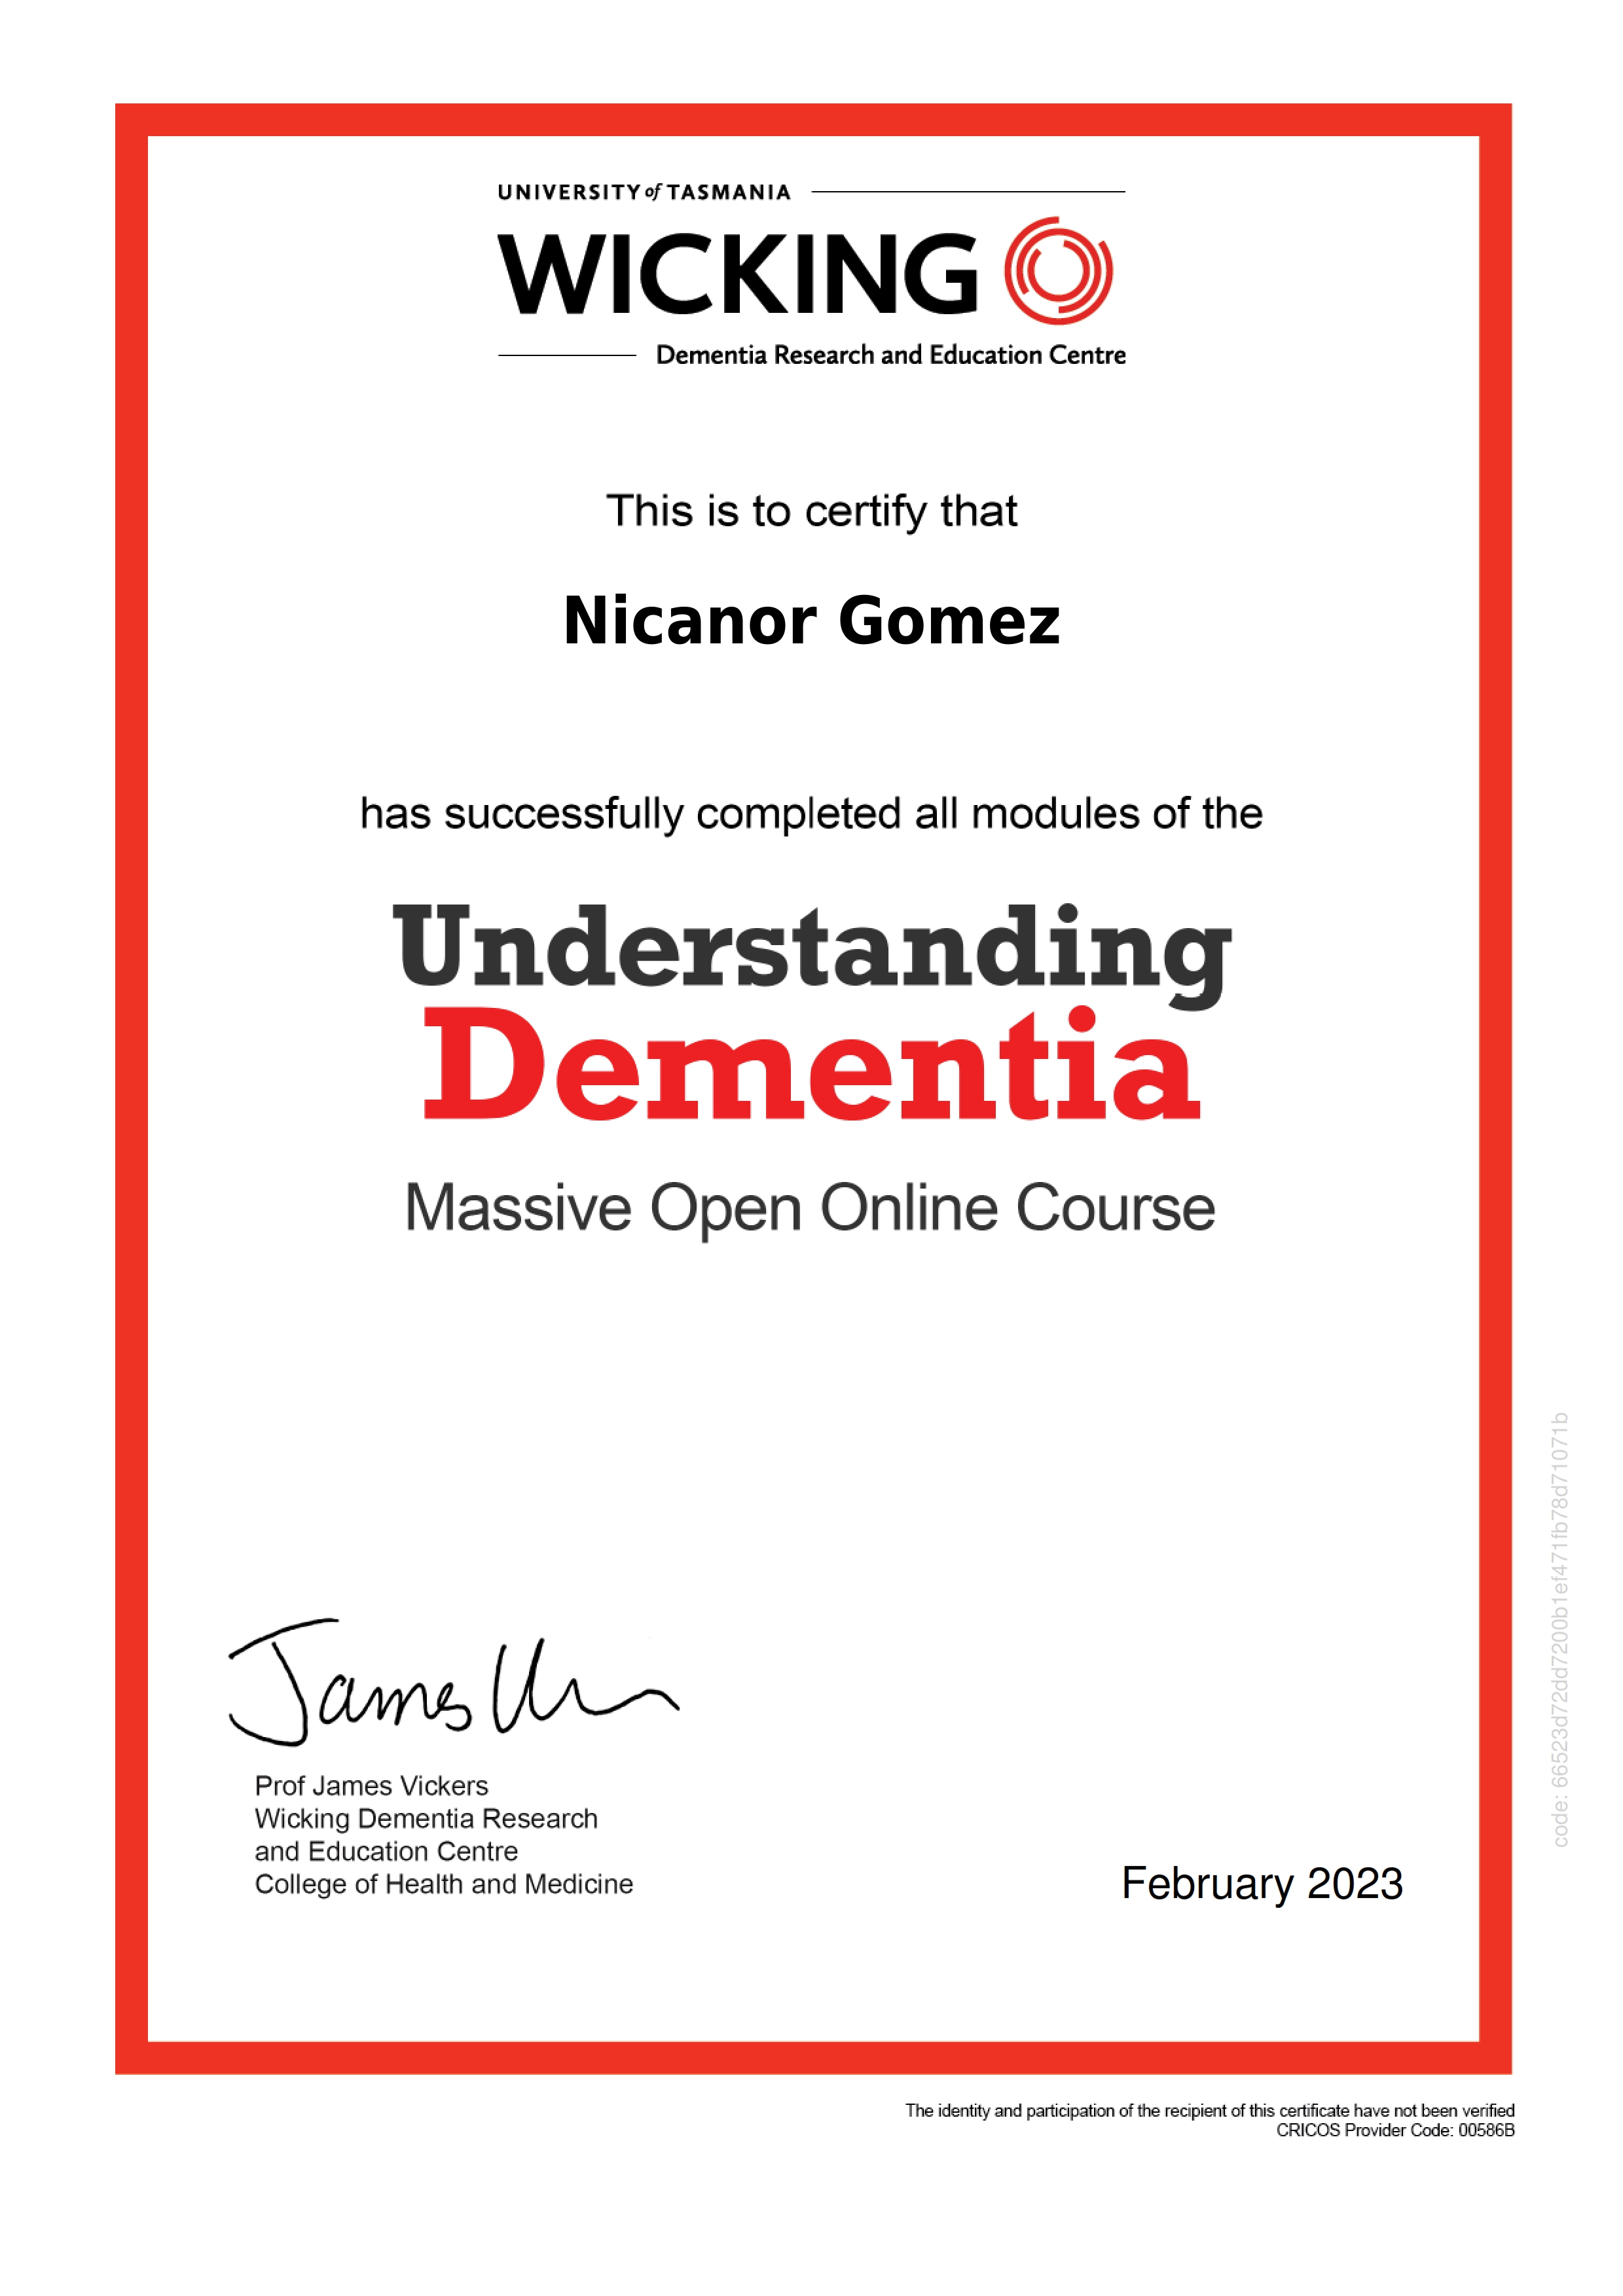 UNIVERSITY of TASMANIA
WICKING
Dementia Research and Education Centre
This is to certify that
Nicanor Gomez
has successfully completed all modules of the
Understanding
Dementia
Massive Open Online Course
James
Prof James Vickers
Wicking Dementia Research
and Education Centre
College of Health and Medicine
February 2023
code: 66523d72dd7200b1ef471fb78d71071b
The identity and participation of the recipient of this certificate have not been verified
CRICOS Provider Code: 00586B